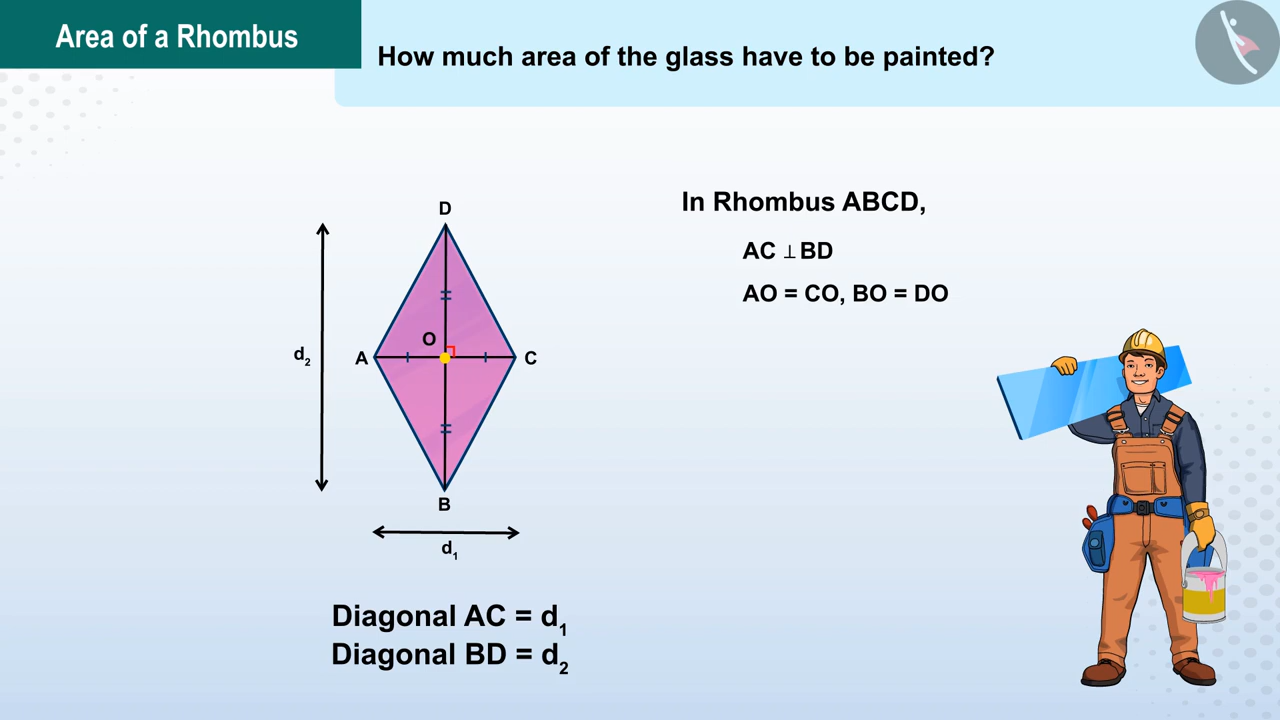 Area of a Rhombus
How much area of the glass have to be painted?
In Rhombus ABCD,
AC ⊥ BD
AO = CO, BO = DO
D
O
d₂
A
C
B
d₁
Diagonal AC = d₁
Diagonal BD = d₂